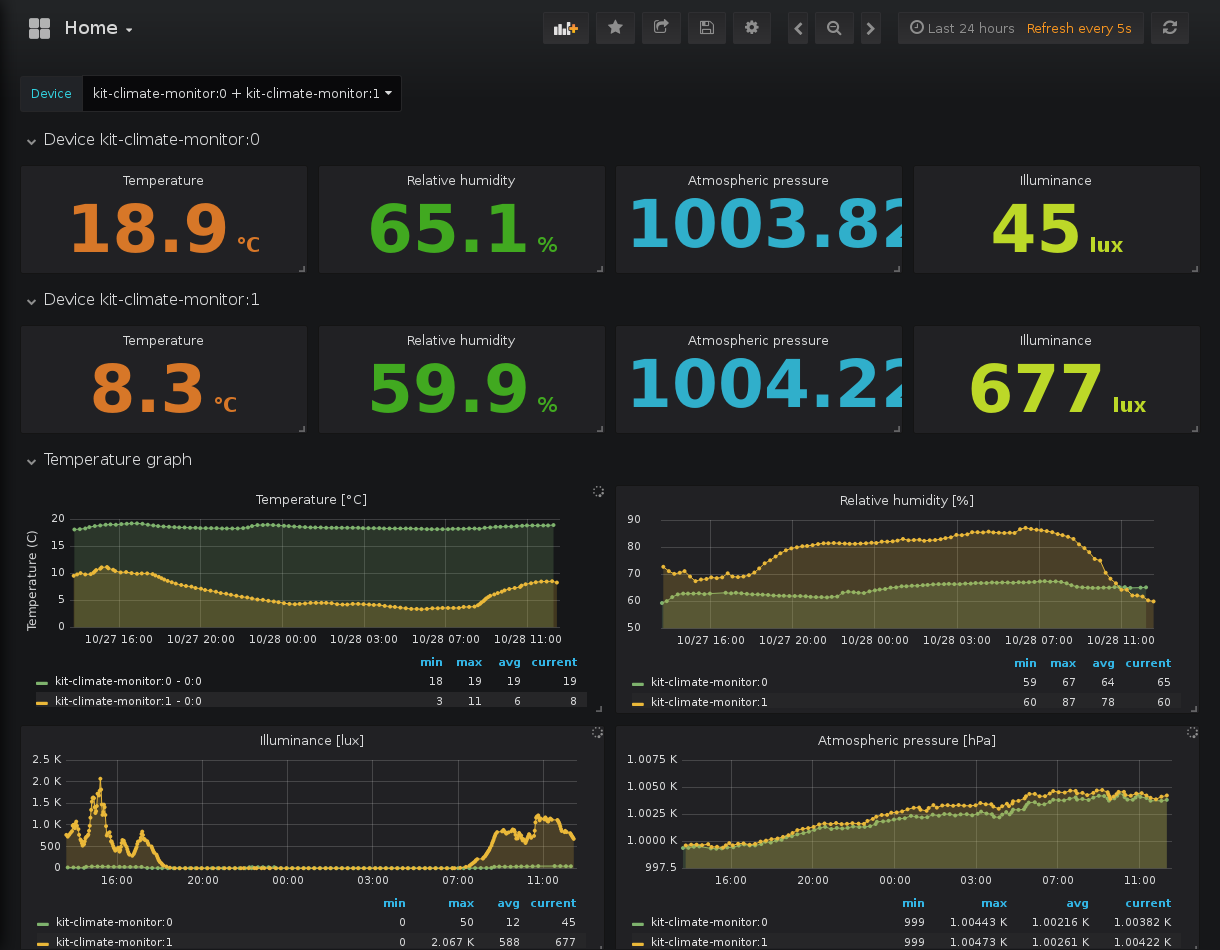 Home
Last 24 hours Refresh every 5s
Device kit-climate-monitor:0 + kit-climate-monitor:1
Device kit-climate-monitor:0
Temperature Relative humidity Atmospheric pressure Illuminance
18.9 °C 65.1 % 1003.82 45 lux
Device kit-climate-monitor:1
Temperature Relative humidity Atmospheric pressure Illuminance
8.3 °C 59.9 % 1004.22 677 lux
Temperature graph
Temperature [°C]
Temperature (C)
20
15
10
5
0
10/27 16:00 10/27 20:00 10/28 00:00 10/28 03:00 10/28 07:00 10/28 11:00
min max avg current
kit-climate-monitor:0 - 0:0 18 19 19 19
kit-climate-monitor:1 - 0:0 3 11 6 8
Relative humidity [%]
90
80
70
60
50
10/27 16:00 10/27 20:00 10/28 00:00 10/28 03:00 10/28 07:00 10/28 11:00
min max avg current
kit-climate-monitor:0 59 67 64 65
kit-climate-monitor:1 60 87 78 60
Illuminance [lux]
2.5 K
2.0 K
1.5 K
1.0 K
500
0
16:00 20:00 00:00 03:00 07:00 11:00
min max avg current
kit-climate-monitor:0 0 50 12 45
kit-climate-monitor:1 0 2.067 K 588 677
Atmospheric pressure [hPa]
1.0075 K
1.0050 K
1.0025 K
1.0000 K
997.5
16:00 20:00 00:00 03:00 07:00 11:00
min max avg current
kit-climate-monitor:0 999 1.00443 K 1.00216 K 1.00382 K
kit-climate-monitor:1 999 1.00473 K 1.00261 K 1.00422 K